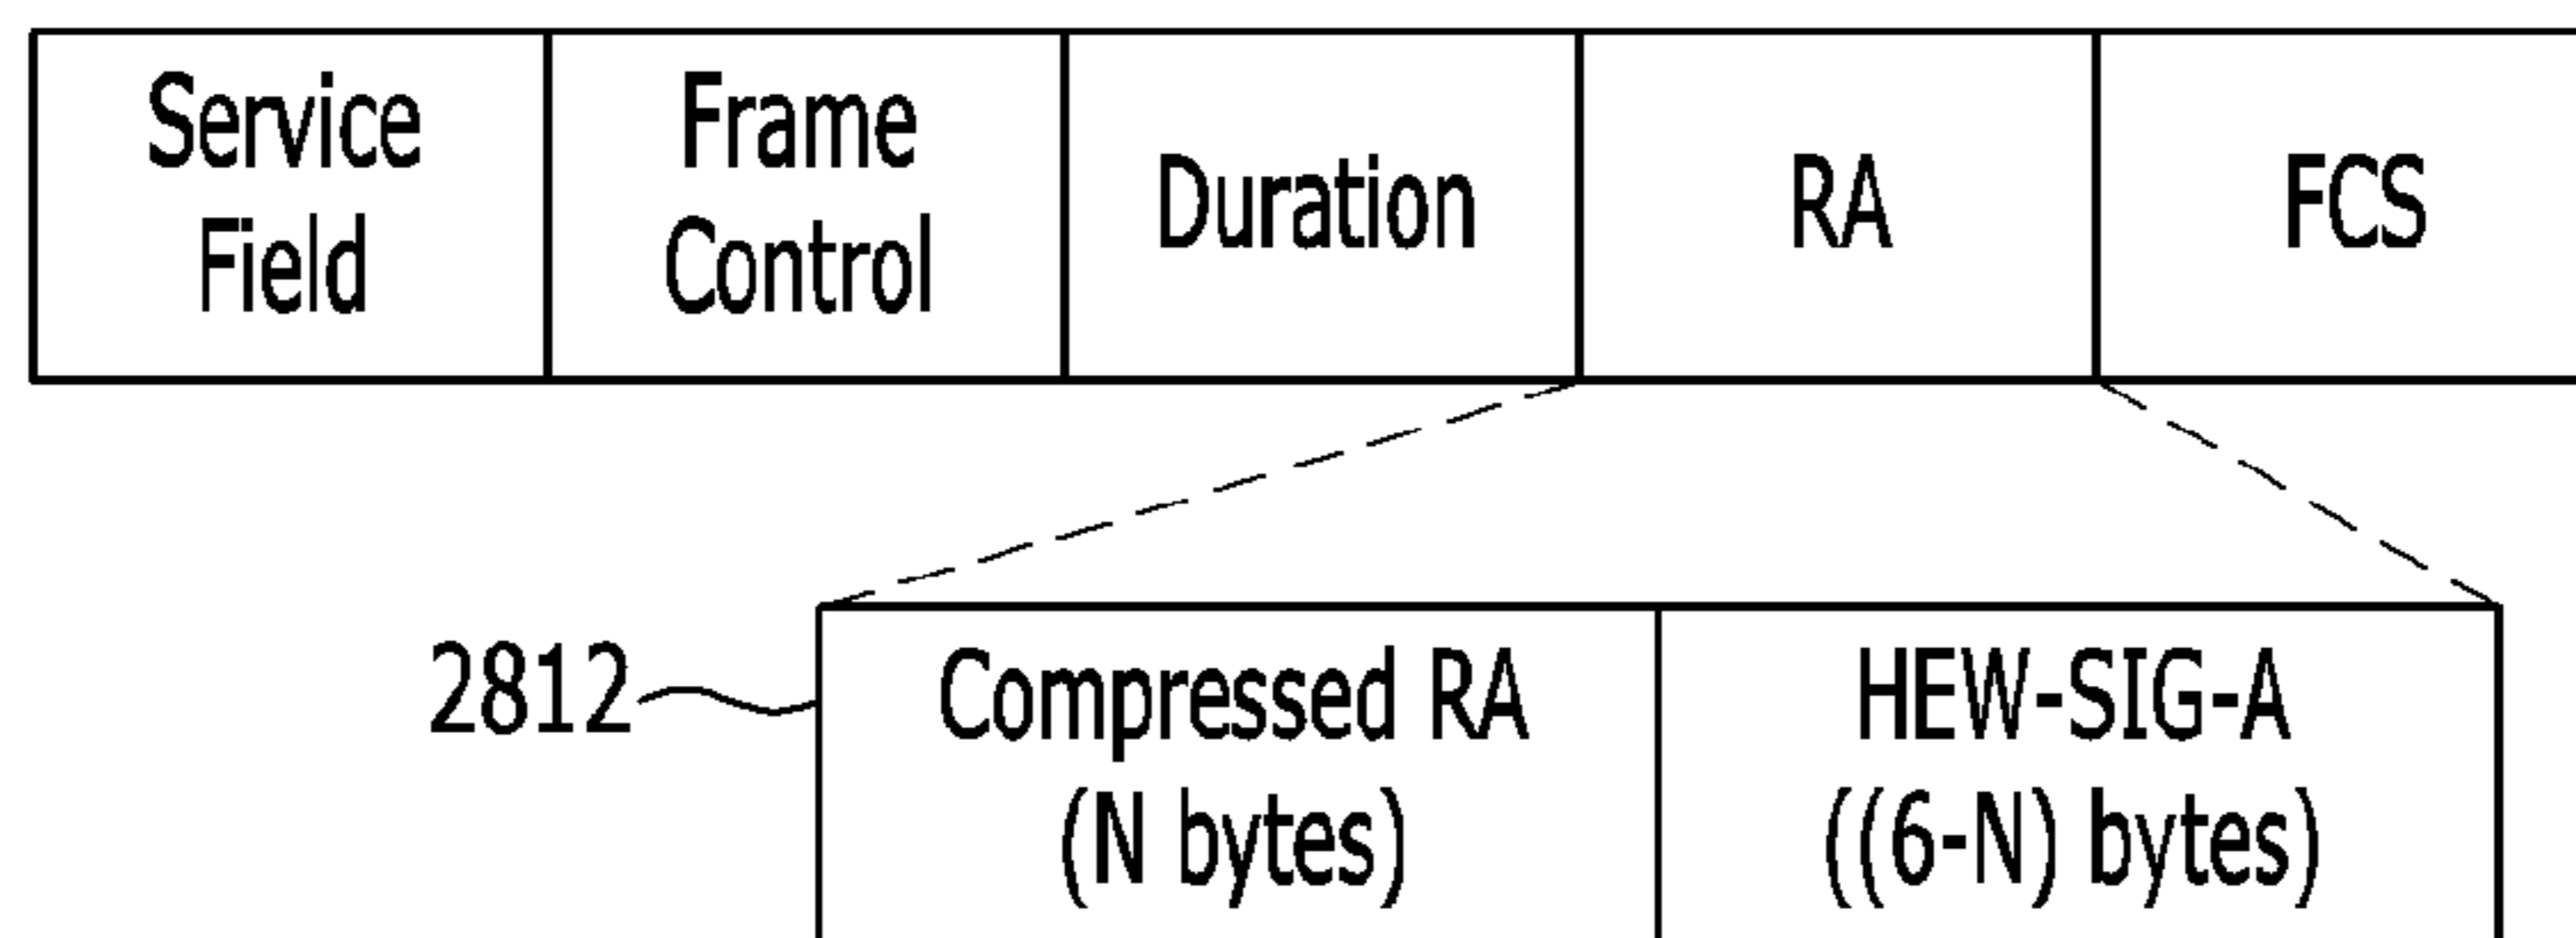 Service
Field
Frame
Control
Duration
RA
FCS
2812
Compressed RA
(N bytes)
HEW-SIG-A
((6-N) bytes)